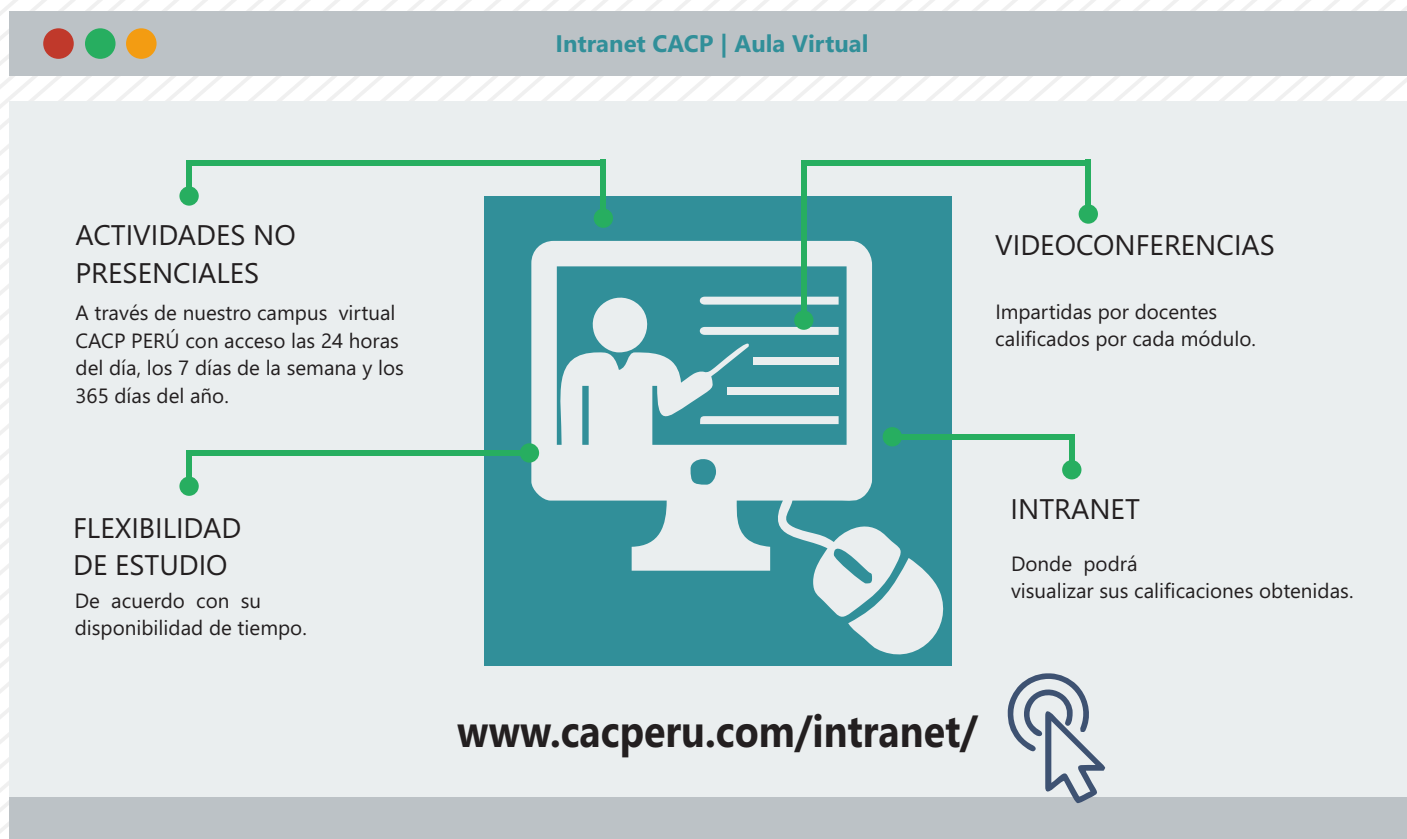 Intranet CACP | Aula Virtual
ACTIVIDADES NO
PRESENCIALES
A través de nuestro campus virtual
CACP PERÚ con acceso las 24 horas
del día, los 7 días de la semana y los
365 días del año.
VIDEOCONFERENCIAS
Impartidas por docentes
calificados por cada módulo.
FLEXIBILIDAD
DE ESTUDIO
De acuerdo con su
disponibilidad de tiempo.
INTRANET
Donde podrá
visualizar sus calificaciones obtenidas.
www.cacperu.com/intranet/